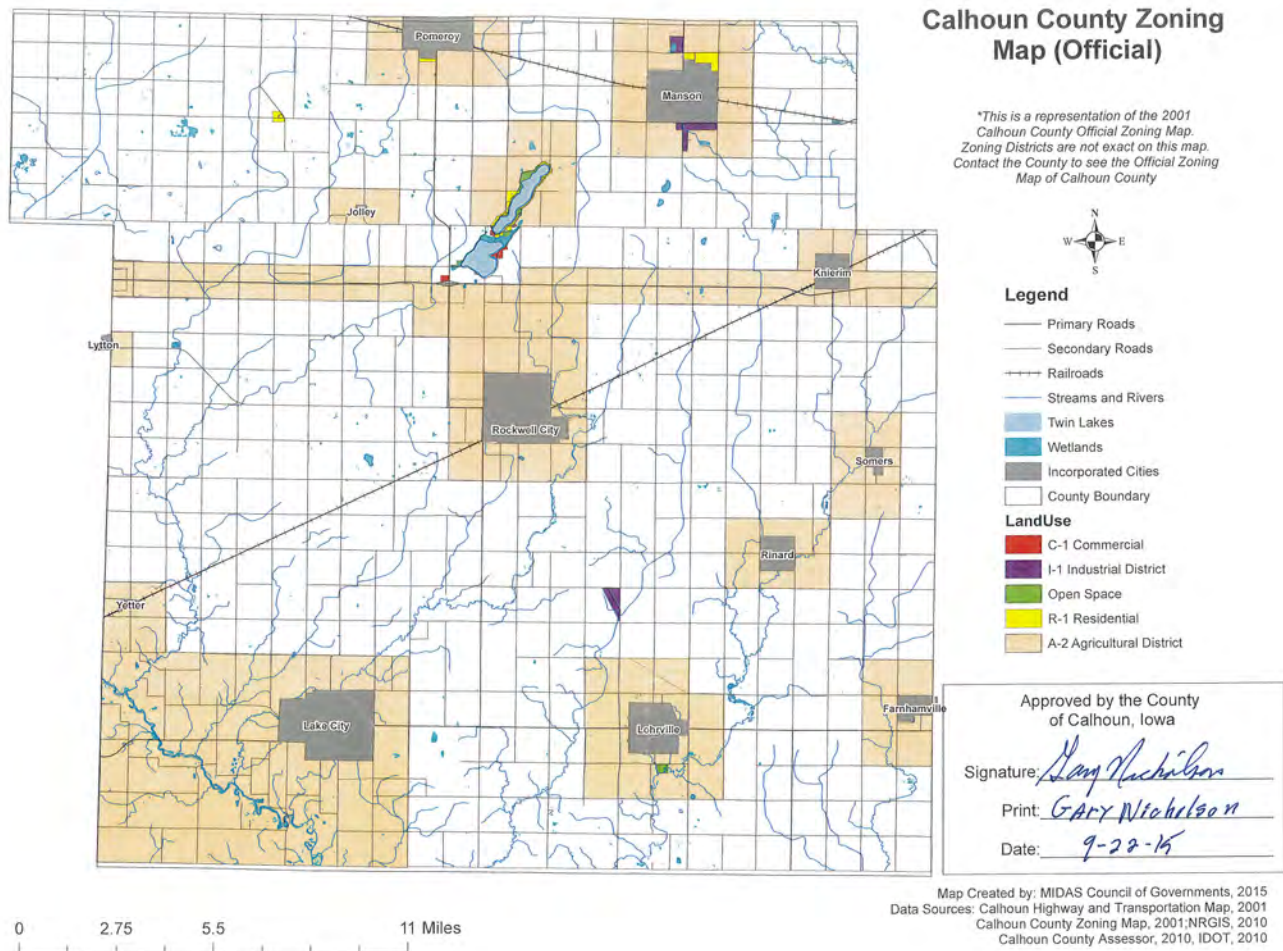 Calhoun County Zoning
Map (Official)
*This is a representation of the 2001
Calhoun County Official Zoning Map.
Zoning Districts are not exact on this map.
Contact the County to see the Official Zoning
Map of Calhoun County
N
W
E
S
Legend
Primary Roads
Secondary Roads
Railroads
Streams and Rivers
Twin Lakes
Wetlands
Incorporated Cities
County Boundary
LandUse
C-1 Commercial
I-1 Industrial District
Open Space
R-1 Residential
A-2 Agricultural District
Pomeroy
Manson
Jolley
Knierim
Lytton
Rockwell City
Somers
Rinard
Yetter
Lake City
Lohrville
Farnhamville
Approved by the County
of Calhoun, Iowa
Signature: Gary Nicholson
Print: GARY Nicholson
Date: 9-22-15
Map Created by: MIDAS Council of Governments, 2015
Data Sources: Calhoun Highway and Transportation Map, 2001
Calhoun County Zoning Map, 2001;NRGIS, 2010
Calhoun County Assessor, 2010, IDOT, 2010
0 2.75 5.5 11 Miles